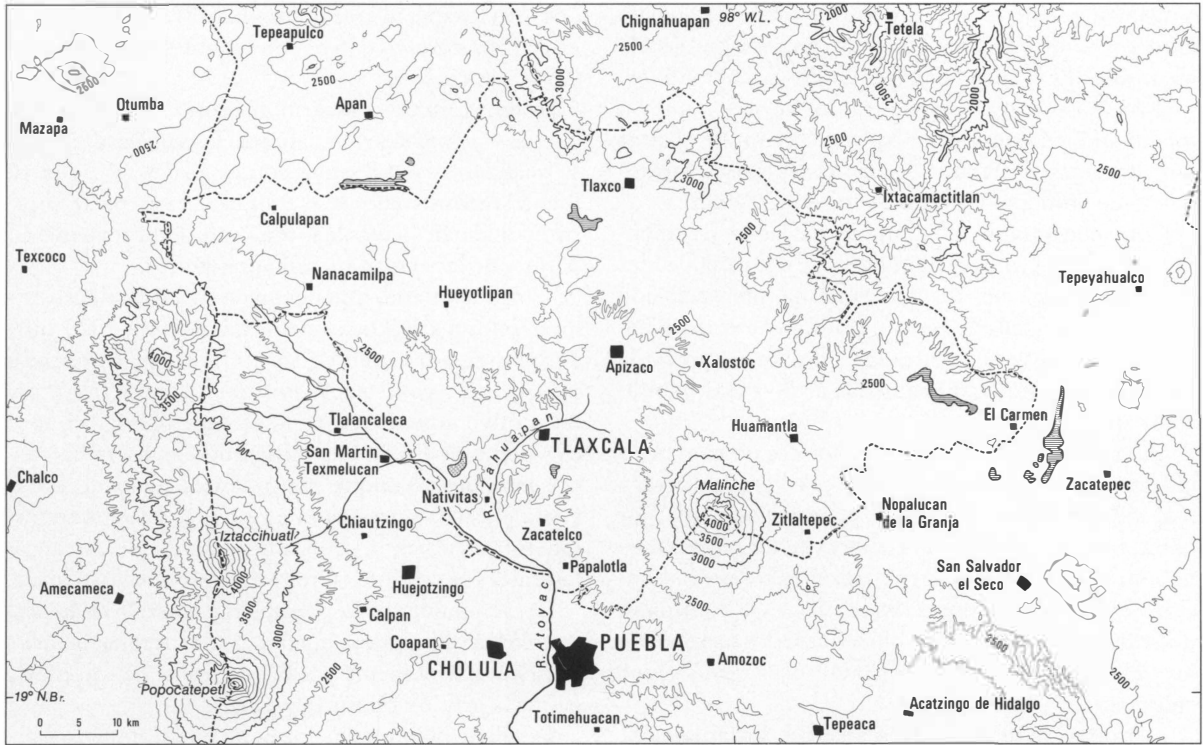 Chignahuapan
98° W.L.
Tetela
2000
Tepeapulco
2500
2500
2000
3000
2500
2600
Otumba
Apan
Mazapa
2500
2500
2500
Tlaxco
3000
Ixtacamactitlan
Calpulapan
2500
Texcoco
Nanacamilpa
Hueyotlipan
Tepeyahualco
2500
2500
4000
Apizaco
Xalostoc
3500
2500
Tlalancaleca
El Carmen
R. Zahuapan
TLAXCALA
Huamantla
San Martin
Texmelucan
Chalco
Malinche
Zacatepec
Nativitas
4000
Nopalucan
de la Granja
Chiautzingo
Zacatelco
Zitlaltepec
3500
Iztaccihuatl
3000
Papalotla
San Salvador
el Seco
4000
Amecameca
Huejotzingo
2500
3500
Calpan
3000
R. Atoyac
Coapan
PUEBLA
2500
CHOLULA
Amozoc
2500
Popocatepetl
19° N.Br.
2500
Acatzingo de Hidalgo
0 5 10 km
Totimehuacan
Tepeaca